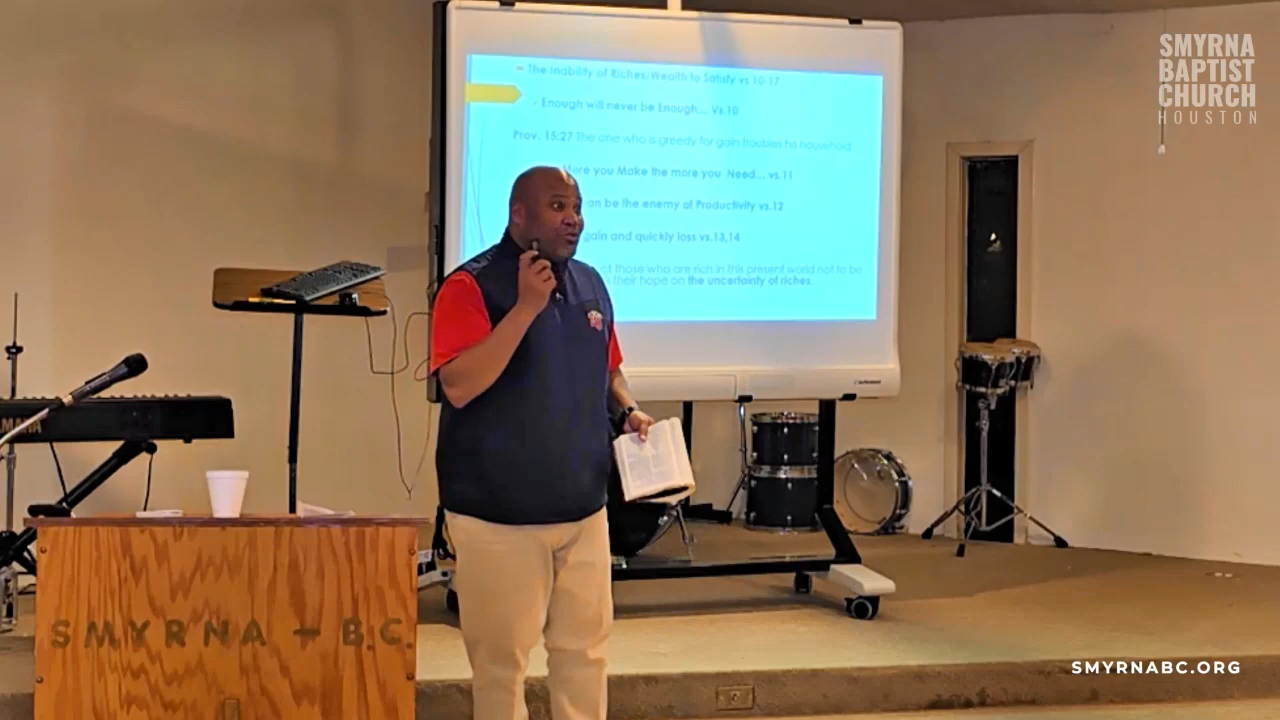 SMYRNA
BAPTIST
CHURCH
HOUSTON
The Inability of Riches, Wealth to Satisfy vs 10-17
Enough will never be Enough... Vs.10
Prov. 15:27 The one who is greedy for gain troubles his household
More you Make the more you Need... vs.11
an be the enemy of Productivity vs.12
gain and quickly loss vs.13,14
ct those who are rich in this present world not to be
their hope on the uncertainty of riches.
AMAHA
SMYRNA - B.C.
SMYRNABC.ORG